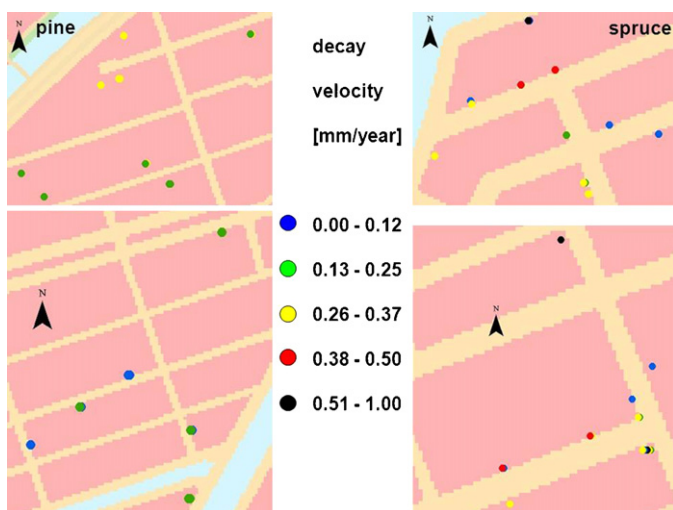 N
pine
decay
velocity
[mm/year]
N
spruce
N
0.00 - 0.12
0.13 - 0.25
0.26 - 0.37
0.38 - 0.50
0.51 - 1.00
N